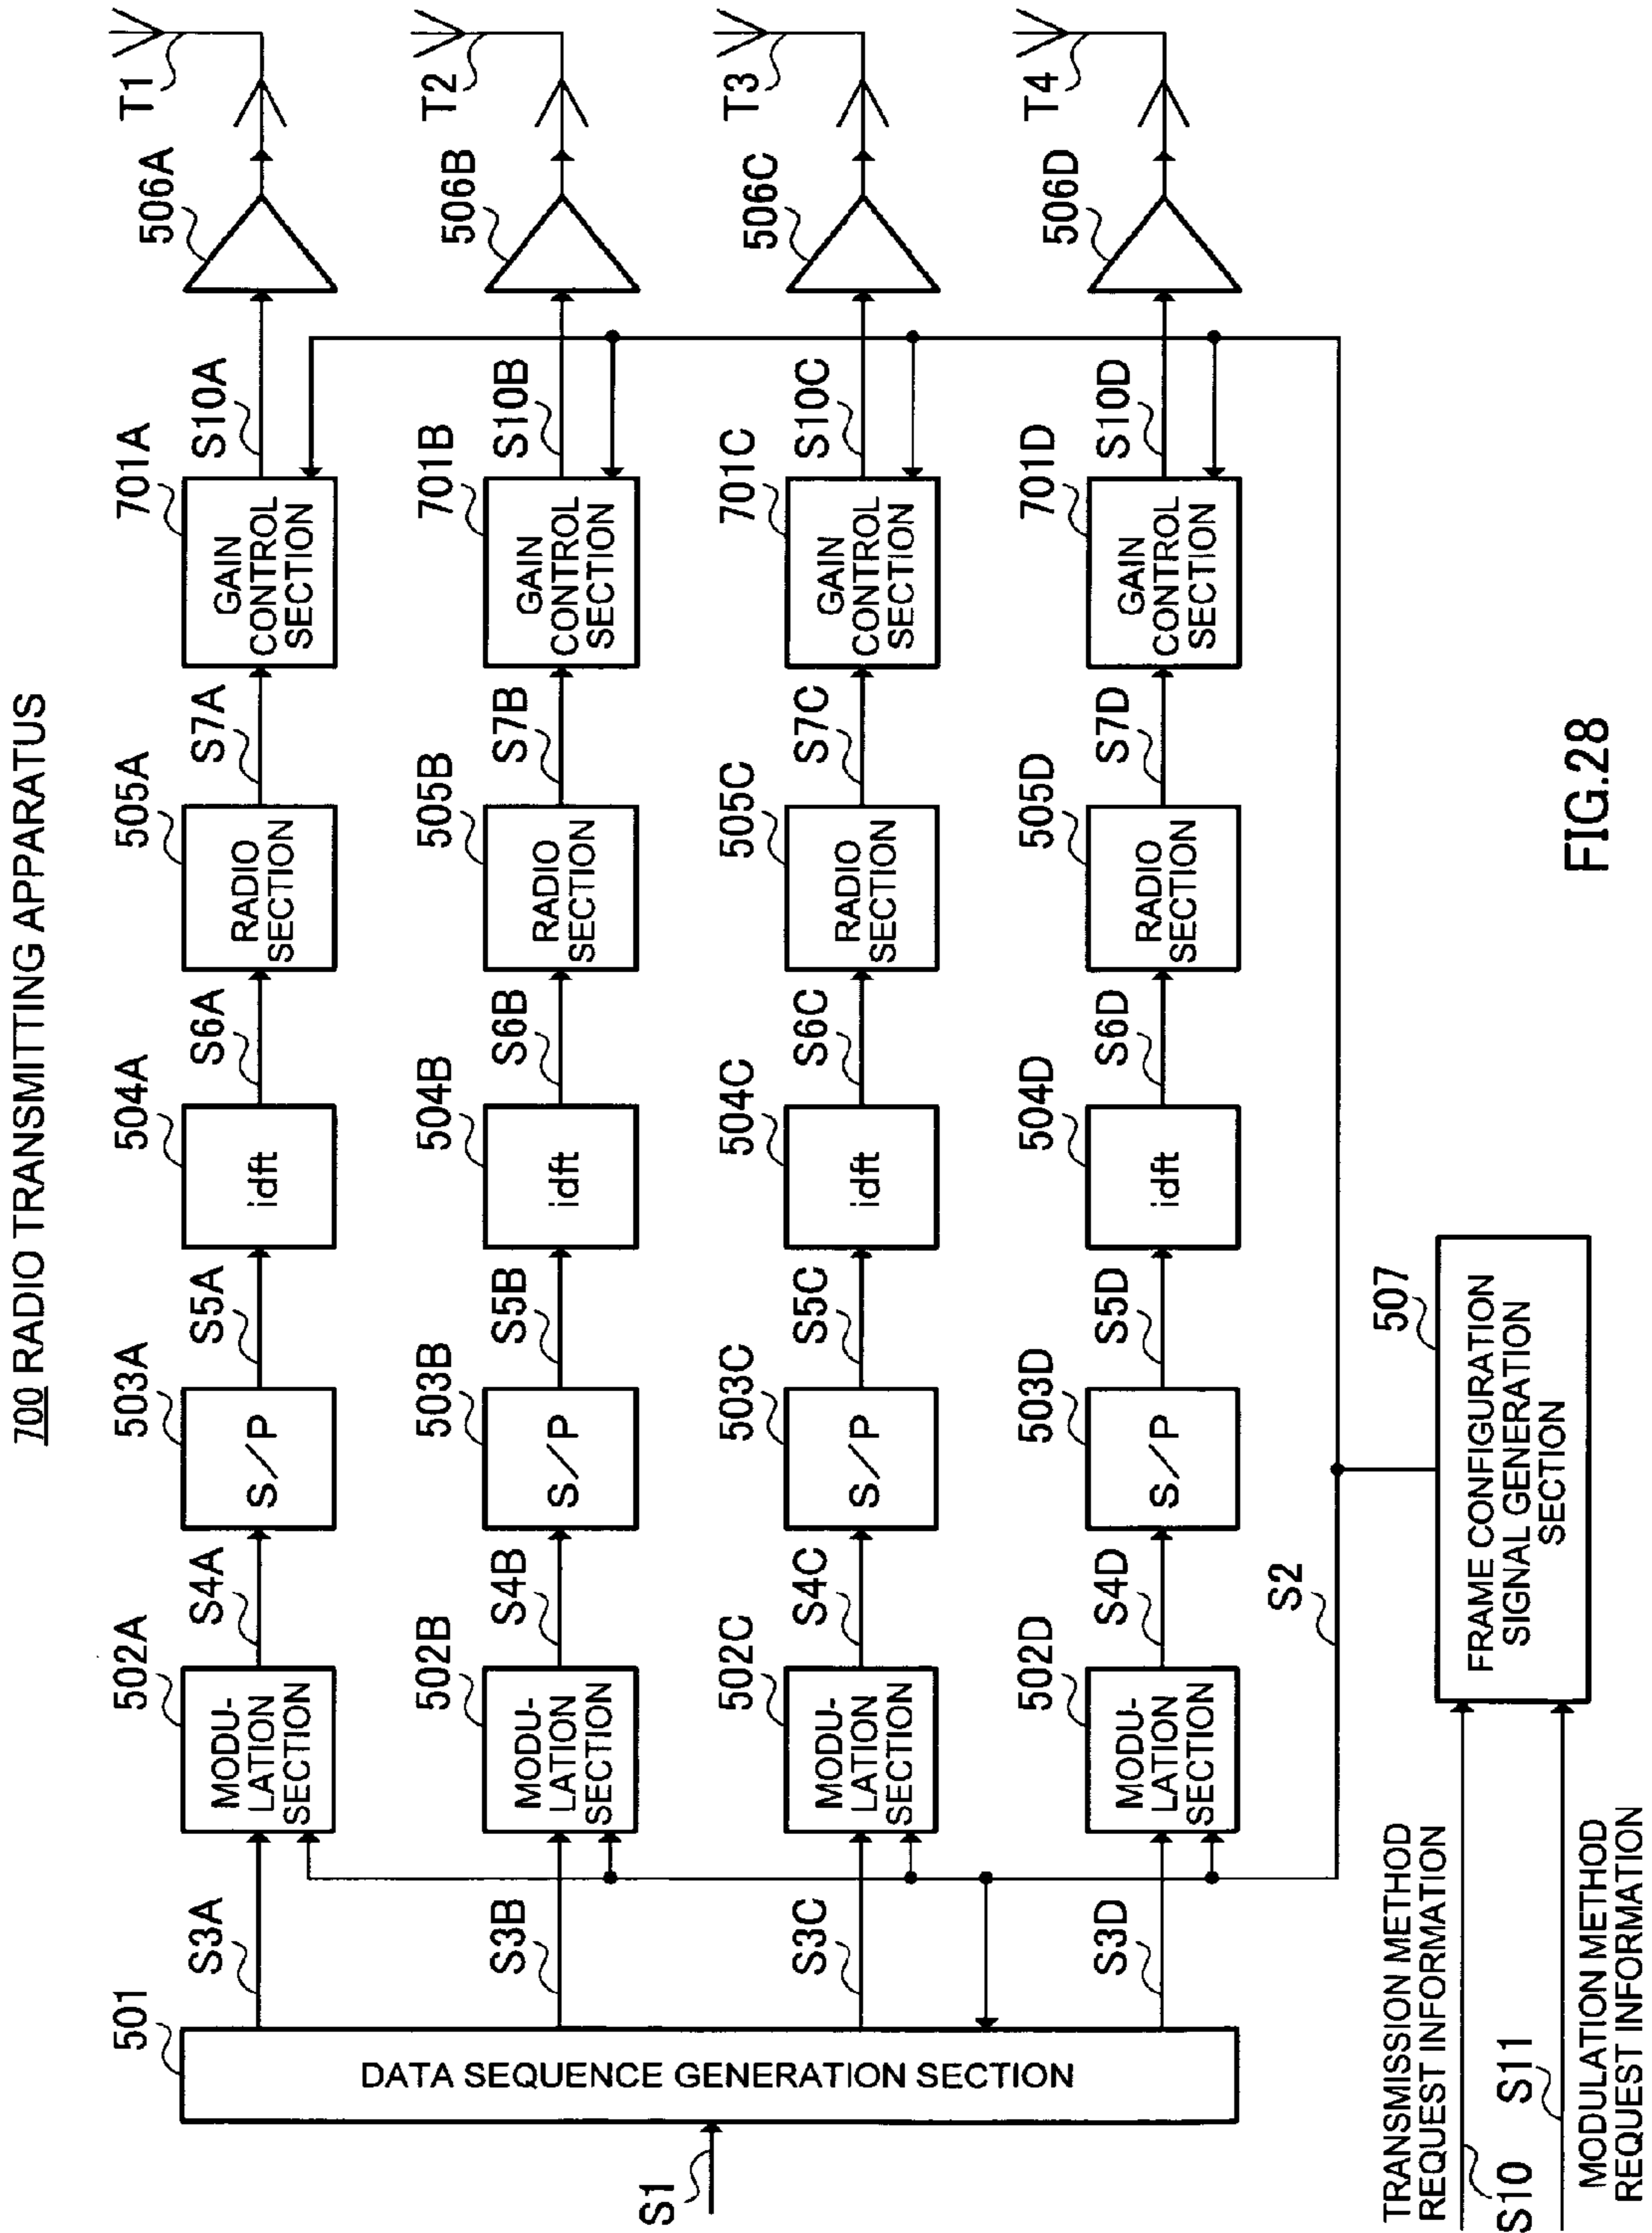 700 RADIO TRANSMITTING APPARATUS
S1
501
DATA SEQUENCE GENERATION SECTION
S3A
502A
MODU-
LATION
SECTION
S4A
503A
S/P
S5A
504A
idft
S6A
505A
RADIO
SECTION
S7A
701A
GAIN
CONTROL
SECTION
S10A
506A
T1
S3B
502B
MODU-
LATION
SECTION
S4B
503B
S/P
S5B
504B
idft
S6B
505B
RADIO
SECTION
S7B
701B
GAIN
CONTROL
SECTION
S10B
506B
T2
S3C
502C
MODU-
LATION
SECTION
S4C
503C
S/P
S5C
504C
idft
S6C
505C
RADIO
SECTION
S7C
701C
GAIN
CONTROL
SECTION
S10C
506C
T3
S3D
502D
MODU-
LATION
SECTION
S4D
503D
S/P
S5D
504D
idft
S6D
505D
RADIO
SECTION
S7D
701D
GAIN
CONTROL
SECTION
S10D
506D
T4
S2
TRANSMISSION METHOD
REQUEST INFORMATION
S10
S11
MODULATION METHOD
REQUEST INFORMATION
507
FRAME CONFIGURATION
SIGNAL GENERATION
SECTION
FIG.28